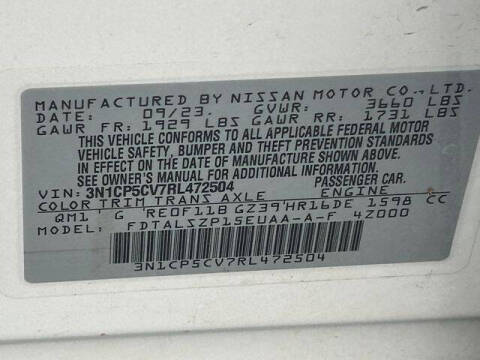 MANUFACTURED BY NISSAN MOTOR CO.,LTD.
DATE: 09/23. GVWR: 3660 LBS
GAWR FR: 1929 LBS GAWR RR: 1731 LBS
THIS VEHICLE CONFORMS TO ALL APPLICABLE FEDERAL MOTOR
VEHICLE SAFETY, BUMPER AND THEFT PREVENTION STANDARDS
IN EFFECT ON THE DATE OF MANUFACTURE SHOWN ABOVE.
SEE OWNERS MANUAL FOR ADDITIONAL INFORMATION.
VIN: 3N1CP5CV7RL472504 PASSENGER CAR
COLOR TRIM TRANS AXLE ENGINE
QM1 G RE0F11B GZ39 HR16DE 1598 CC
MODEL: FDTALSZP15EUAA-A-F 4Z000
3N1CP5CV7RL472504